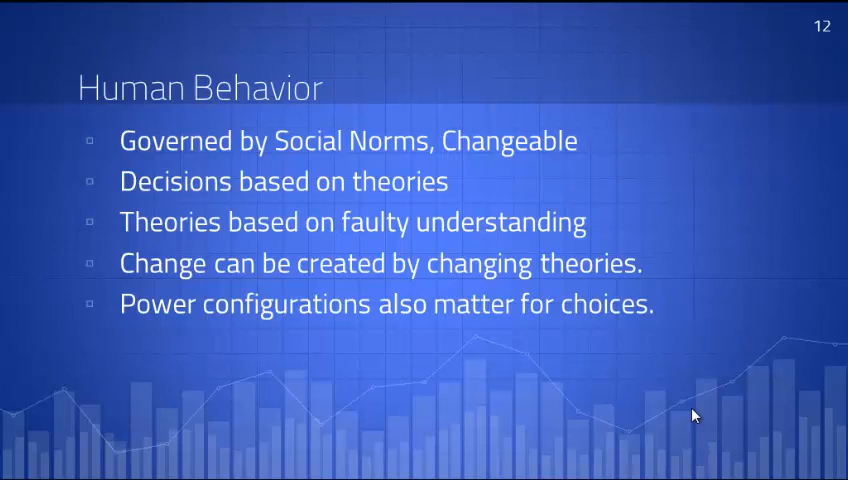 12
Human Behavior
Governed by Social Norms, Changeable
Decisions based on theories
Theories based on faulty understanding
Change can be created by changing theories.
Power configurations also matter for choices.